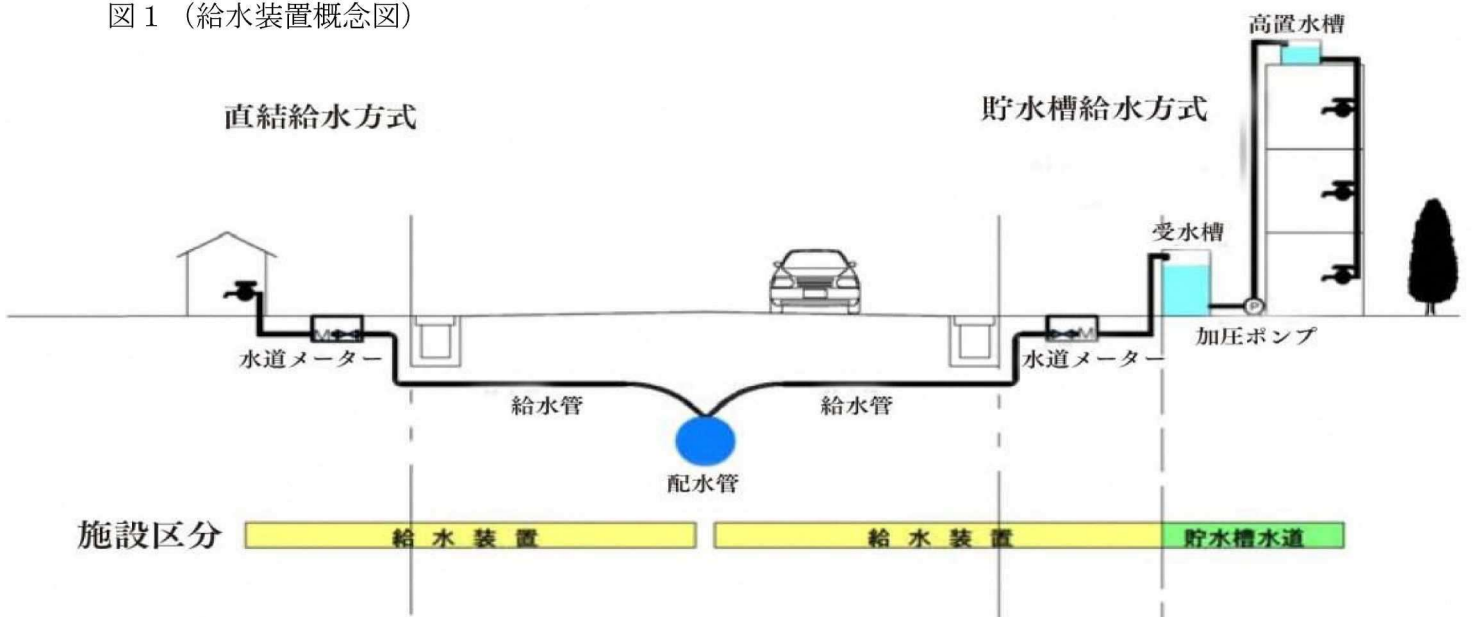 図1（給水装置概念図）
高置水槽
直結給水方式
貯水槽給水方式
受水槽
P
加圧ポンプ
M
水道メーター
M
水道メーター
給水管
給水管
配水管
施設区分
給水装置
給水装置
貯水槽水道